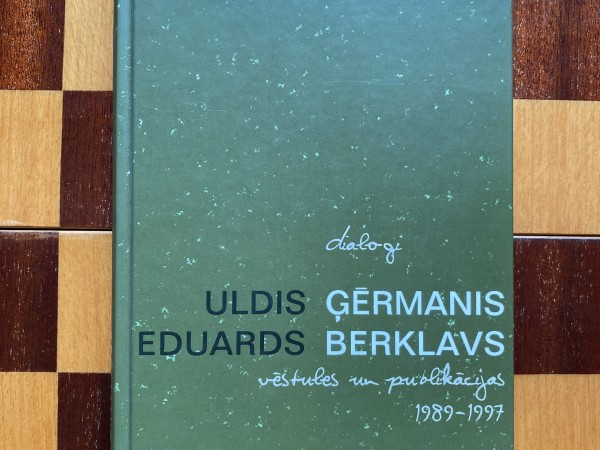 dialogi
ULDIS ĢĒRMANIS
EDUARDS BERKLAVS
vēstules un publikācijas
1989-1997